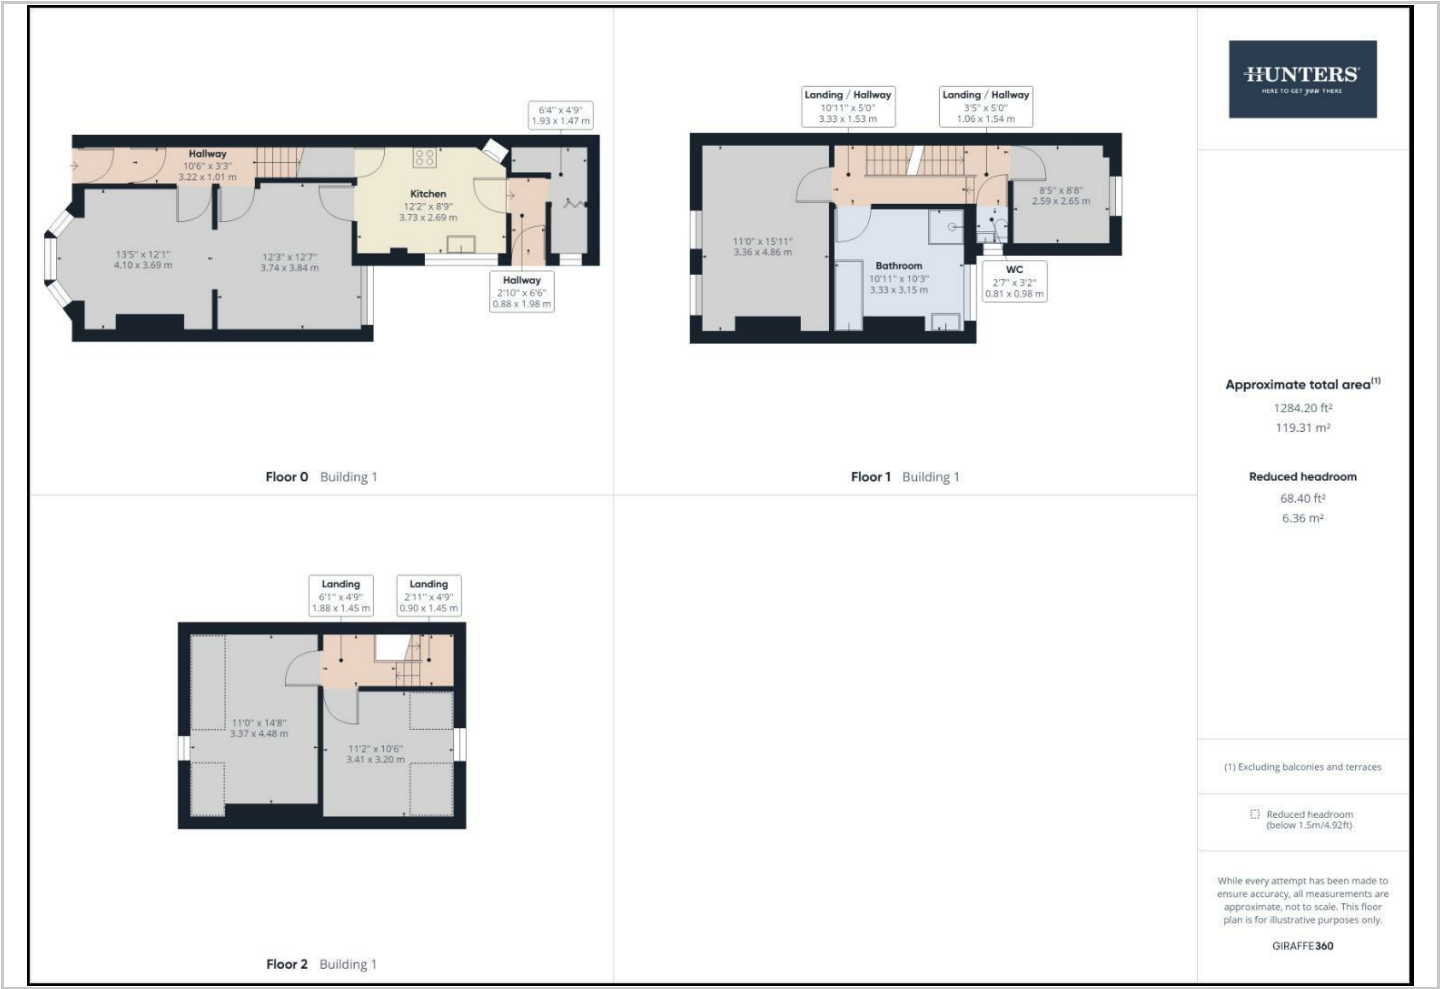 6'4" x 4'9"
1.93 x 1.47 m
Hallway
10'6" x 3'3"
3.22 x 1.01 m
Kitchen
12'2" x 8'9"
3.73 x 2.69 m
13'5" x 12'1"
4.10 x 3.69 m
12'3" x 12'7"
3.74 x 3.84 m
Hallway
2'10" x 6'6"
0.88 x 1.98 m
Floor 0 Building 1
Landing / Hallway
10'11" x 5'0"
3.33 x 1.53 m
Landing / Hallway
3'5" x 5'0"
1.06 x 1.54 m
8'5" x 8'8"
2.59 x 2.65 m
11'0" x 15'11"
3.36 x 4.86 m
Bathroom
10'11" x 10'3"
3.33 x 3.15 m
WC
2'7" x 3'2"
0.81 x 0.98 m
Floor 1 Building 1
Landing
6'1" x 4'9"
1.88 x 1.45 m
Landing
2'11" x 4'9"
0.90 x 1.45 m
11'0" x 14'8"
3.37 x 4.48 m
11'2" x 10'6"
3.41 x 3.20 m
Floor 2 Building 1
HUNTERS®
HERE TO GET you THERE
Approximate total area(1)
1284.20 ft²
119.31 m²
Reduced headroom
68.40 ft²
6.36 m²
(1) Excluding balconies and terraces
Reduced headroom
(below 1.5m/4.92ft)
While every attempt has been made to
ensure accuracy, all measurements are
approximate, not to scale. This floor
plan is for illustrative purposes only.
GIRAFFE360